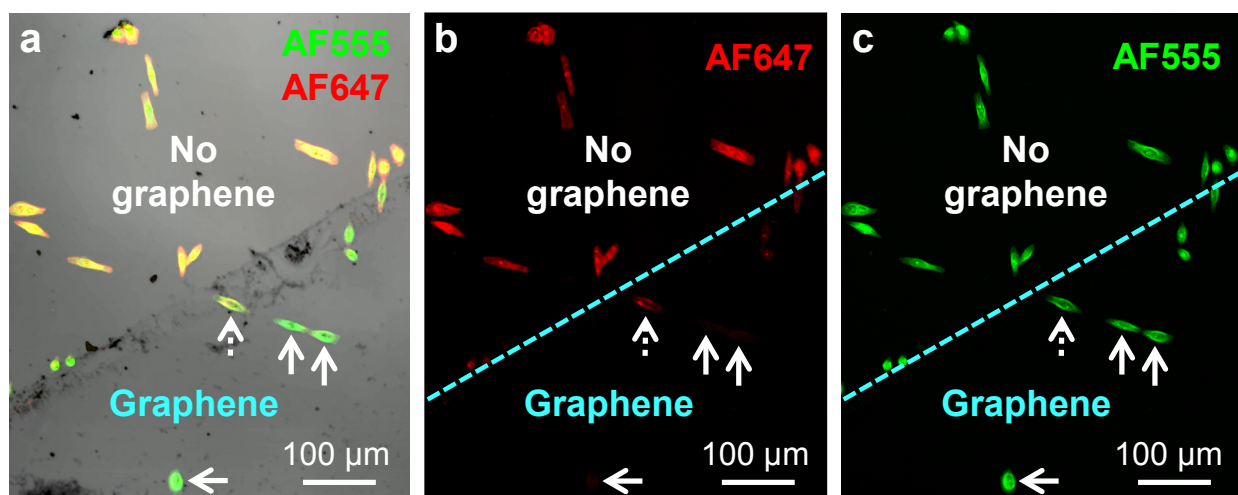 a
AF555
AF647
No
graphene
Graphene
100 µm
b
AF647
No
graphene
Graphene
100 µm
c
AF555
No
graphene
Graphene
100 µm